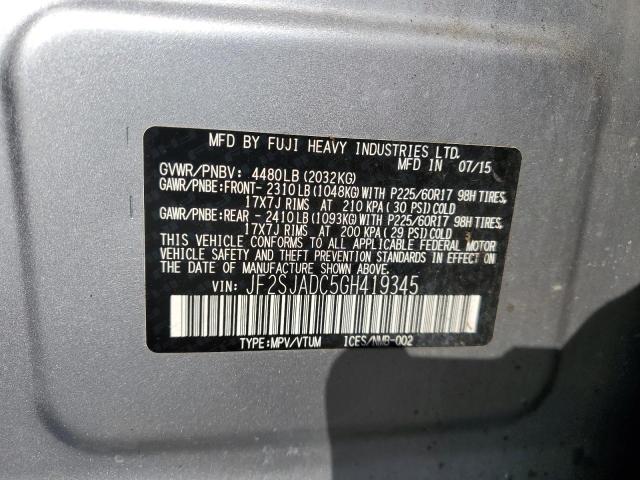 MFD BY FUJI HEAVY INDUSTRIES LTD.
MFD IN 07/15
GVWR/PNBV: 4480LB (2032KG)
GAWR/PNBE:FRONT- 2310LB (1048KG) WITH P225/60R17 98H TIRES,
17X7J RIMS AT 210 KPA (30 PSI) COLD
GAWR/PNBE:REAR - 2410LB (1093KG) WITH P225/60R17 98H TIRES,
17X7J RIMS AT 200 KPA (29 PSI) COLD
THIS VEHICLE CONFORMS TO ALL APPLICABLE FEDERAL MOTOR
VEHICLE SAFETY AND THEFT PREVENTION STANDARDS IN EFFECT
ON THE DATE OF MANUFACTURE SHOWN ABOVE.
VIN: JF2SJADC5GH419345
TYPE:MPV/VTUM ICES/NMB-002